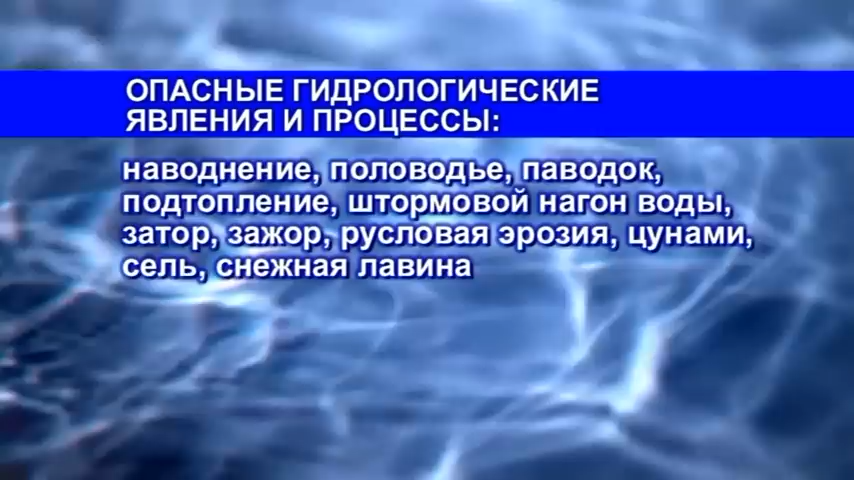 ОПАСНЫЕ ГИДРОЛОГИЧЕСКИЕ
ЯВЛЕНИЯ И ПРОЦЕССЫ:
наводнение, половодье, паводок,
подтопление, штормовой нагон воды,
затор, зажор, русловая эрозия, цунами,
сель, снежная лавина